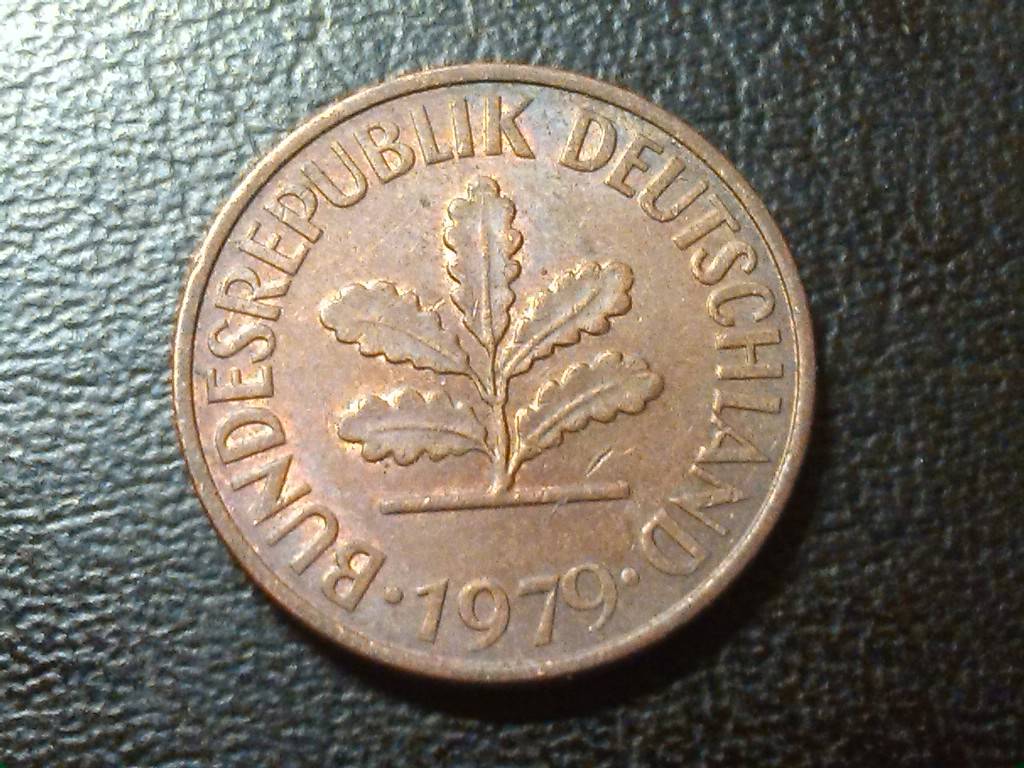 BUNDESREPUBLIK DEUTSCHLAND
· 1979 ·